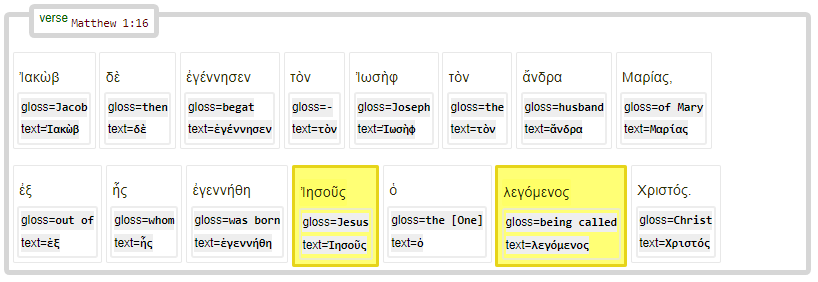 verse Matthew 1:16
Ἰακὼβ δὲ ἐγέννησεν τὸν Ἰωσὴφ τὸν ἄνδρα Μαρίας,
gloss=Jacob gloss=then gloss=begat gloss=- gloss=Joseph gloss=the gloss=husband gloss=of Mary
text=Ἰακὼβ text=δὲ text=ἐγέννησεν text=τὸν text=Ἰωσὴφ text=τὸν text=ἄνδρα text=Μαρίας
ἐξ ἧς ἐγεννήθη Ἰησοῦς ὁ λεγόμενος Χριστός.
gloss=out of gloss=whom gloss=was born gloss=Jesus gloss=the [One] gloss=being called gloss=Christ
text=ἐξ text=ἧς text=ἐγεννήθη text=Ἰησοῦς text=ὁ text=λεγόμενος text=Χριστός